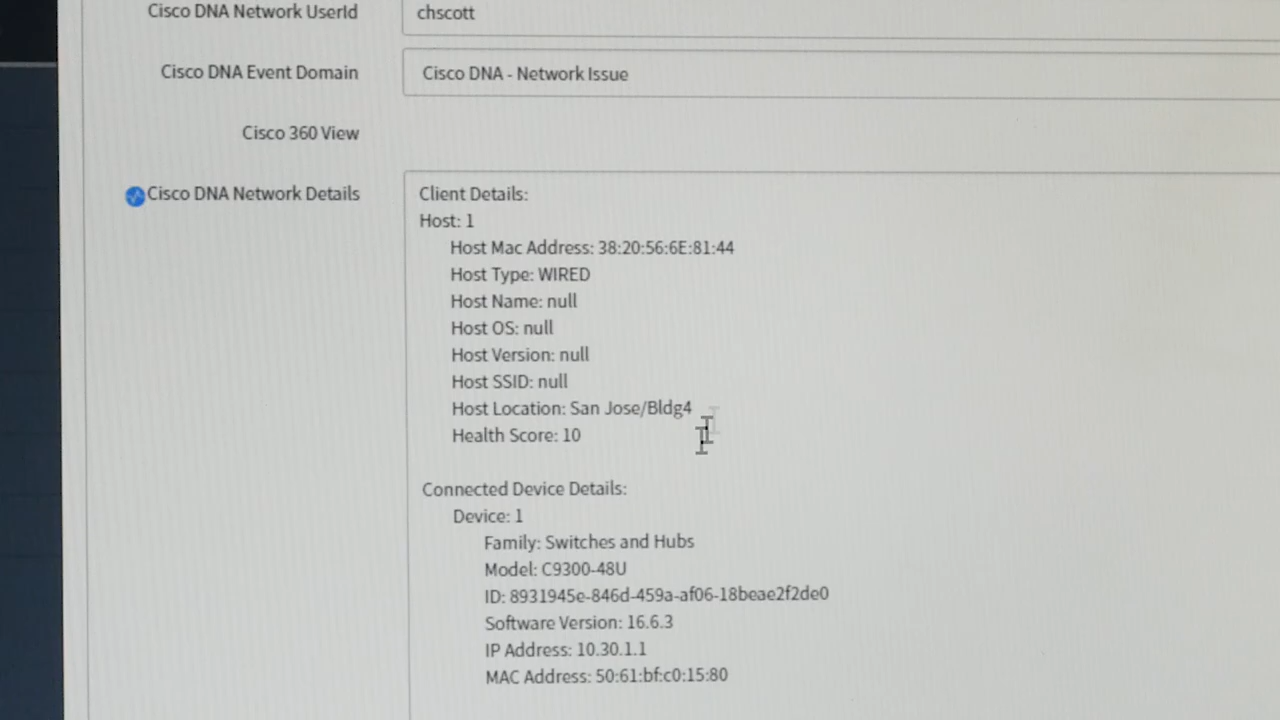 Cisco DNA Network UserId chscott
Cisco DNA Event Domain Cisco DNA - Network Issue
Cisco 360 View
Cisco DNA Network Details
Client Details:
Host: 1
Host Mac Address: 38:20:56:6E:81:44
Host Type: WIRED
Host Name: null
Host OS: null
Host Version: null
Host SSID: null
Host Location: San Jose/Bldg4
Health Score: 10
Connected Device Details:
Device: 1
Family: Switches and Hubs
Model: C9300-48U
ID: 8931945e-846d-459a-af06-18beae2f2de0
Software Version: 16.6.3
IP Address: 10.30.1.1
MAC Address: 50:61:bf:c0:15:80